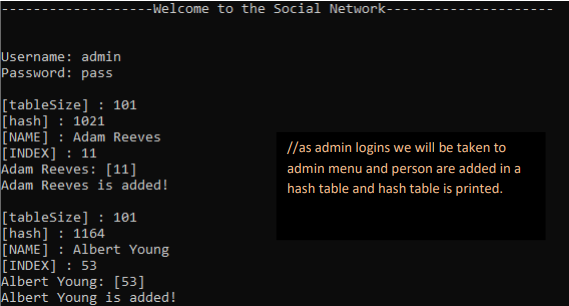 -------------------Welcome to the Social Network---------------------
Username: admin
Password: pass
[tableSize] : 101
[hash] : 1021
[NAME] : Adam Reeves
[INDEX] : 11
Adam Reeves: [11]
Adam Reeves is added!
//as admin logins we will be taken to
admin menu and person are added in a
hash table and hash table is printed.
[tableSize] : 101
[hash] : 1164
[NAME] : Albert Young
[INDEX] : 53
Albert Young: [53]
Albert Young is added!